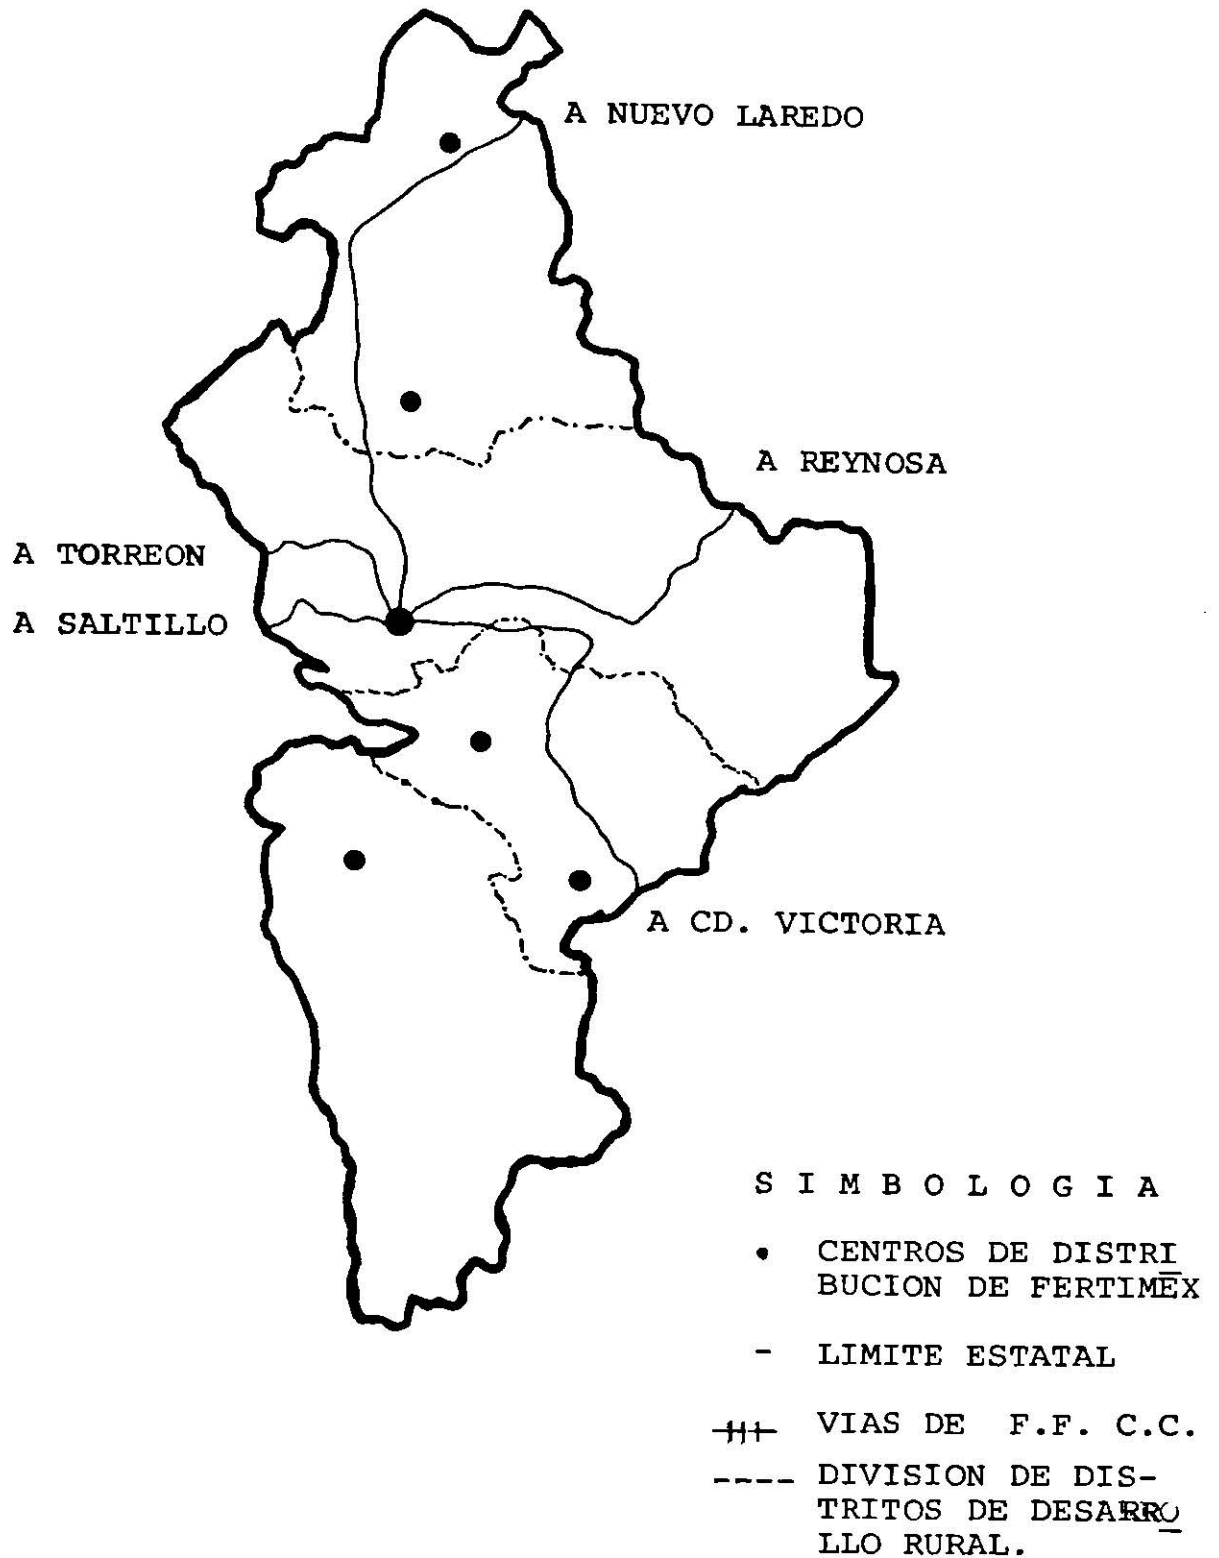 A NUEVO LAREDO
A REYNOSA
A TORREON
A SALTILLO
A CD. VICTORIA
S I M B O L O G I A
CENTROS DE DISTRI
BUCION DE FERTIMEX
LIMITE ESTATAL
VIAS DE F.F. C.C.
DIVISION DE DIS-
TRITOS DE DESARRO
LLO RURAL.